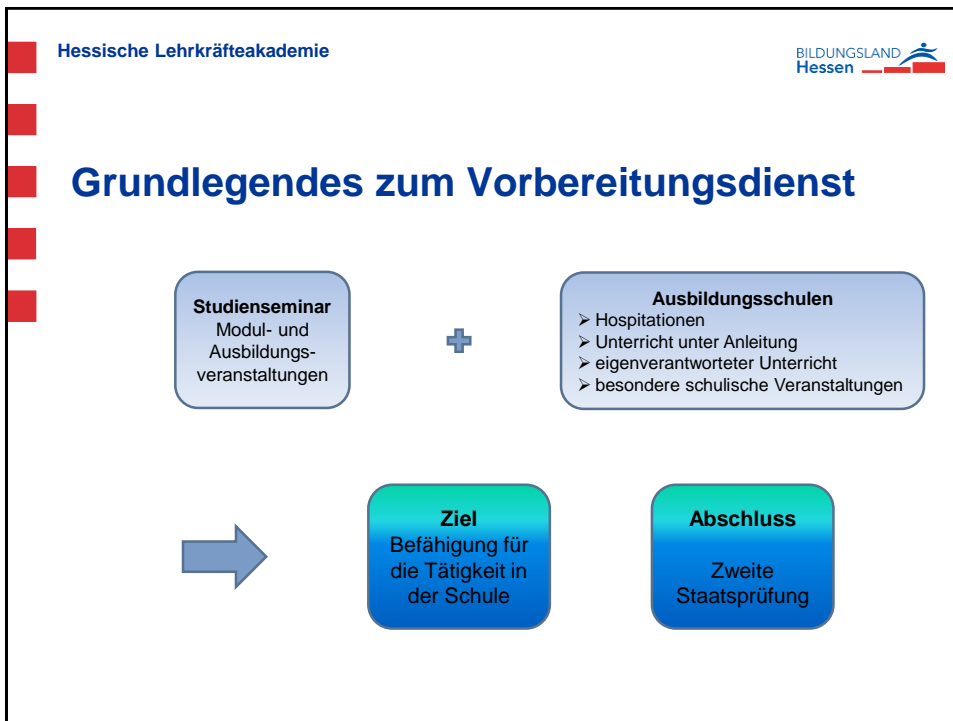 Hessische Lehrkräfteakademie
BILDUNGSLAND
Hessen
Grundlegendes zum Vorbereitungsdienst
Studienseminar
Modul- und
Ausbildungs-
veranstaltungen
Ausbildungsschulen
➢ Hospitationen
➢ Unterricht unter Anleitung
➢ eigenverantworteter Unterricht
➢ besondere schulische Veranstaltungen
Ziel
Befähigung für
die Tätigkeit in
der Schule
Abschluss
Zweite
Staatsprüfung